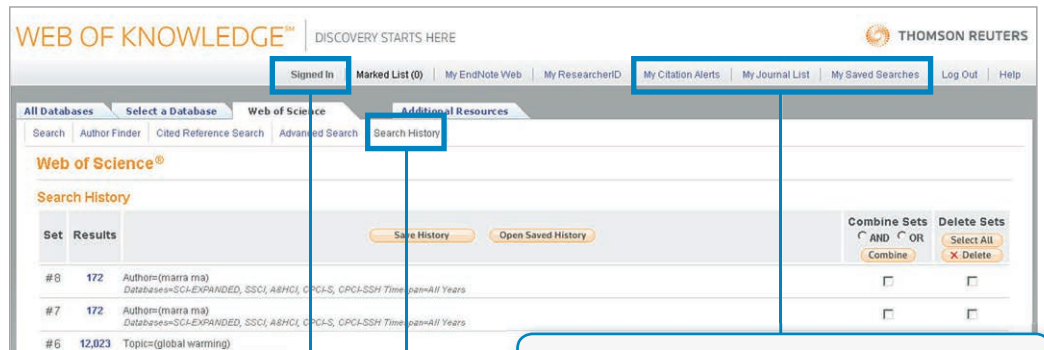 WEB OF KNOWLEDGE℠ DISCOVERY STARTS HERE THOMSON REUTERS
Signed In Marked List (0) My EndNote Web My ResearcherID My Citation Alerts My Journal List My Saved Searches Log Out Help
All Databases Select a Database Web of Science Additional Resources
Search Author Finder Cited Reference Search Advanced Search Search History
Web of Science®
Search History
Set Results Save History Open Saved History Combine Sets AND OR Combine Delete Sets Select All X Delete
#8 172 Author=(marra ma)
Databases=SCI-EXPANDED, SSCI, A&HCI, CPCI-S, CPCI-SSH Timespan=All Years
#7 172 Author=(marra ma)
Databases=SCI-EXPANDED, SSCI, A&HCI, CPCI-S, CPCI-SSH Timespan=All Years
#6 12,023 Topic=(global warming)